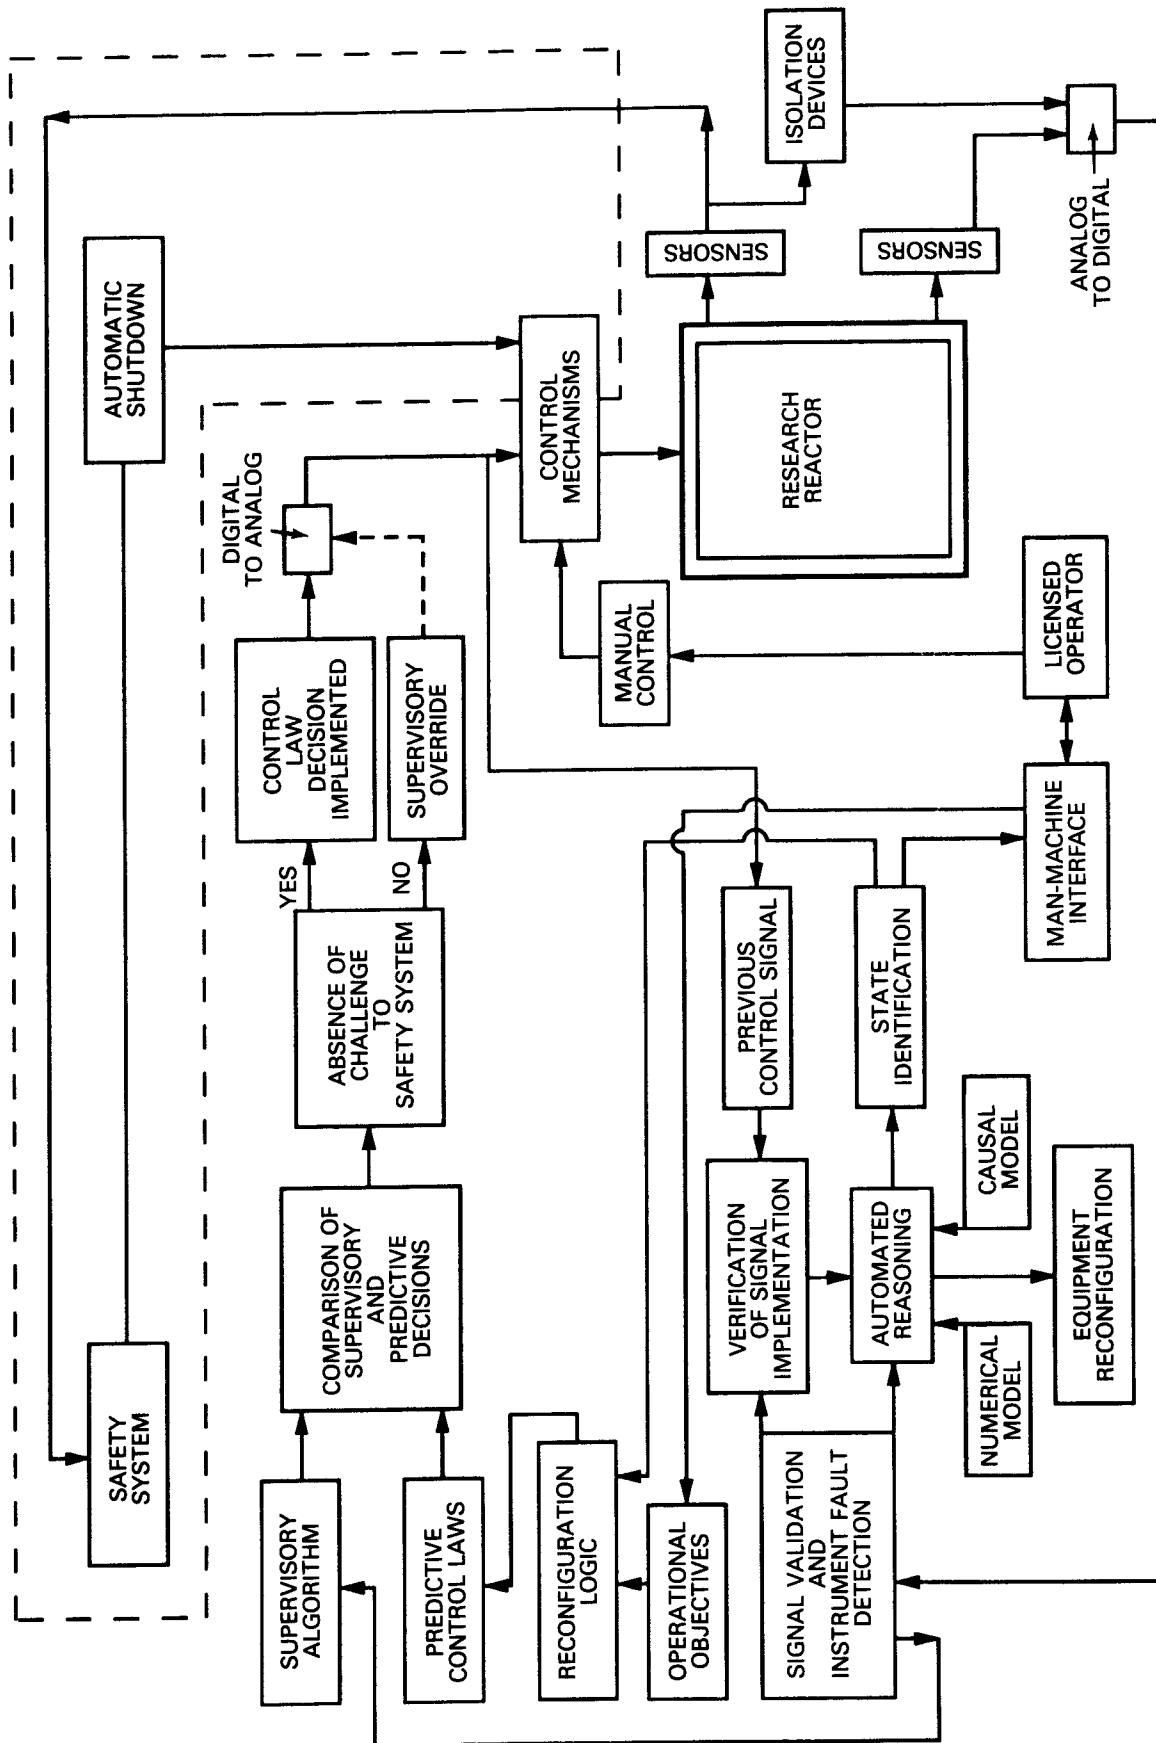 SAFETY
SYSTEM
AUTOMATIC
SHUTDOWN
SUPERVISORY
ALGORITHM
COMPARISON OF
SUPERVISORY
AND
PREDICTIVE
DECISIONS
ABSENCE OF
CHALLENGE
TO
SAFETY SYSTEM
YES
NO
CONTROL
LAW
DECISION
IMPLEMENTED
SUPERVISORY
OVERRIDE
DIGITAL
TO ANALOG
PREDICTIVE
CONTROL LAWS
RECONFIGURATION
LOGIC
OPERATIONAL
OBJECTIVES
CONTROL
MECHANISMS
MANUAL
CONTROL
RESEARCH
REACTOR
SENSORS
SENSORS
ISOLATION
DEVICES
ANALOG
TO DIGITAL
SIGNAL VALIDATION
AND
INSTRUMENT FAULT
DETECTION
VERIFICATION
OF SIGNAL
IMPLEMENTATION
PREVIOUS
CONTROL SIGNAL
AUTOMATED
REASONING
STATE
IDENTIFICATION
NUMERICAL
MODEL
CAUSAL
MODEL
EQUIPMENT
RECONFIGURATION
MAN-MACHINE
INTERFACE
LICENSED
OPERATOR